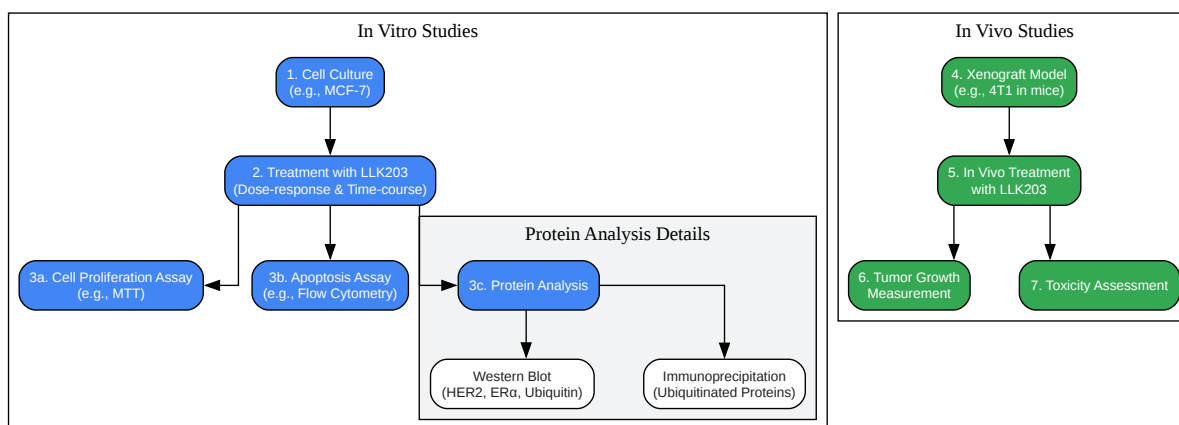 In Vitro Studies
1. Cell Culture
(e.g., MCF-7)
2. Treatment with LLK203
(Dose-response & Time-course)
3a. Cell Proliferation Assay
(e.g., MTT)
3b. Apoptosis Assay
(e.g., Flow Cytometry)
Protein Analysis Details
3c. Protein Analysis
Western Blot
(HER2, ERα, Ubiquitin)
Immunoprecipitation
(Ubiquitinated Proteins)
In Vivo Studies
4. Xenograft Model
(e.g., 4T1 in mice)
5. In Vivo Treatment
with LLK203
6. Tumor Growth
Measurement
7. Toxicity Assessment